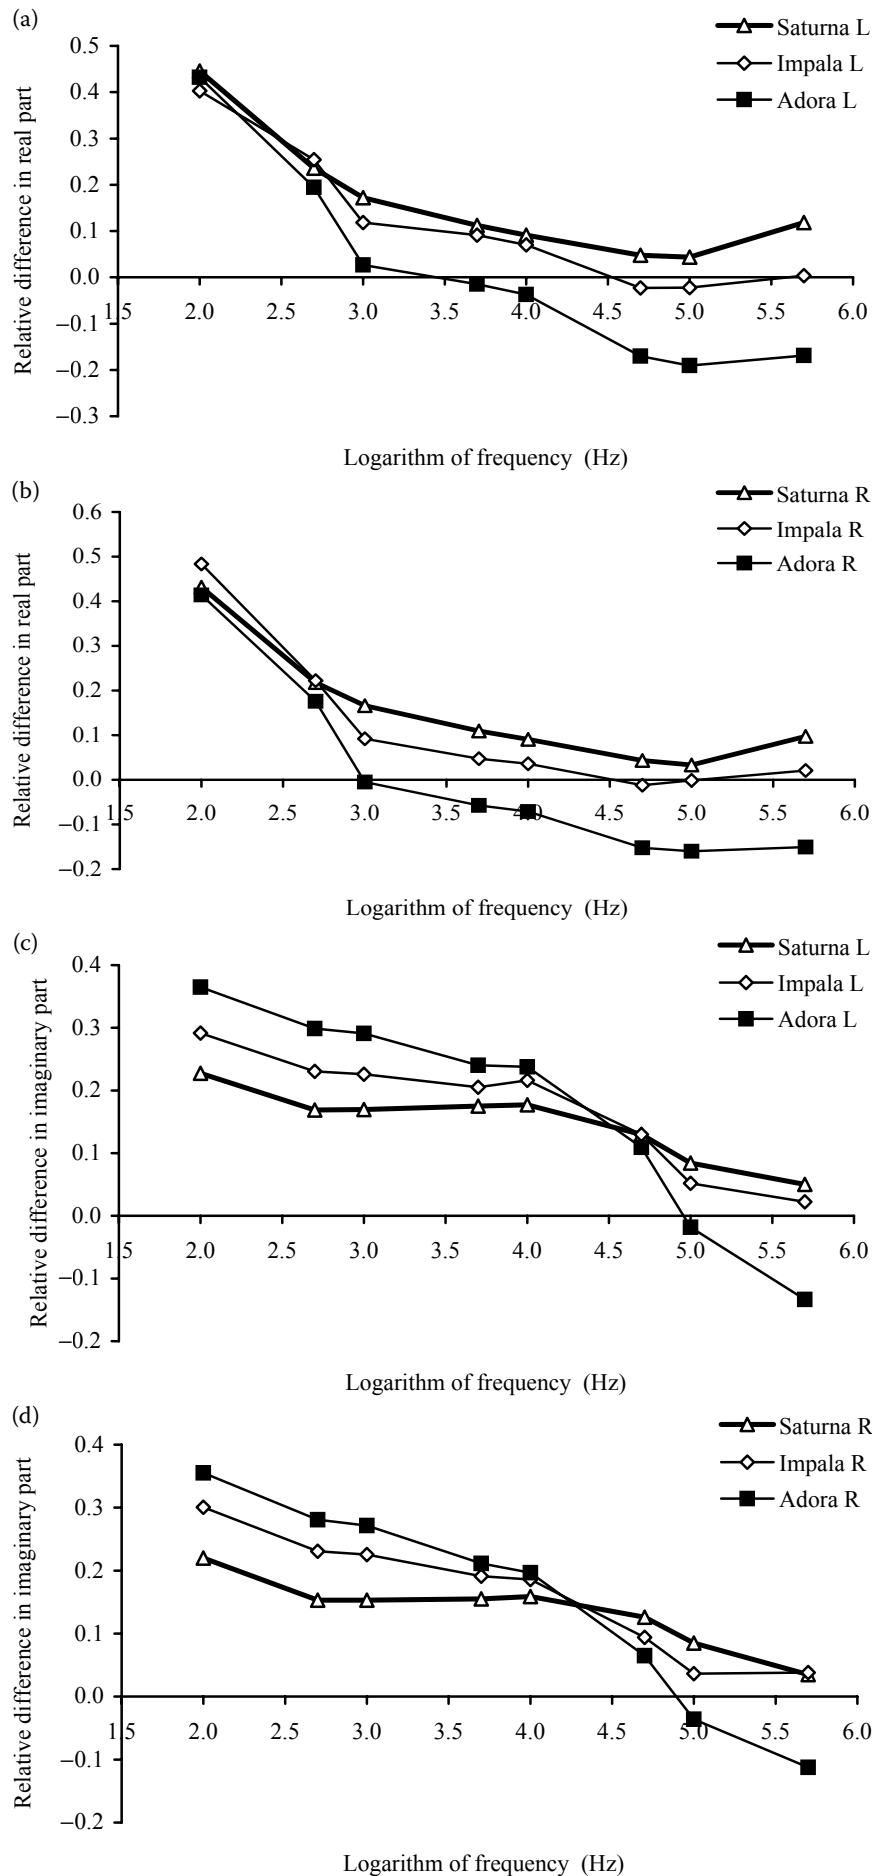 (a)
Saturna L
Impala L
Adora L
Relative difference in real part
0.5
0.4
0.3
0.2
0.1
0.0
–0.1
–0.2
–0.3
1.5 2.0 2.5 3.0 3.5 4.0 4.5 5.0 5.5 6.0
Logarithm of frequency (Hz)
(b)
Saturna R
Impala R
Adora R
Relative difference in real part
0.6
0.5
0.4
0.3
0.2
0.1
0.0
–0.1
–0.2
1.5 2.0 2.5 3.0 3.5 4.0 4.5 5.0 5.5 6.0
Logarithm of frequency (Hz)
(c)
Saturna L
Impala L
Adora L
Relative difference in imaginary part
0.4
0.3
0.2
0.1
0.0
–0.1
–0.2
1.5 2.0 2.5 3.0 3.5 4.0 4.5 5.0 5.5 6.0
Logarithm of frequency (Hz)
(d)
Saturna R
Impala R
Adora R
Relative difference in imaginary part
0.4
0.3
0.2
0.1
0.0
–0.1
–0.2
1.5 2.0 2.5 3.0 3.5 4.0 4.5 5.0 5.5 6.0
Logarithm of frequency (Hz)